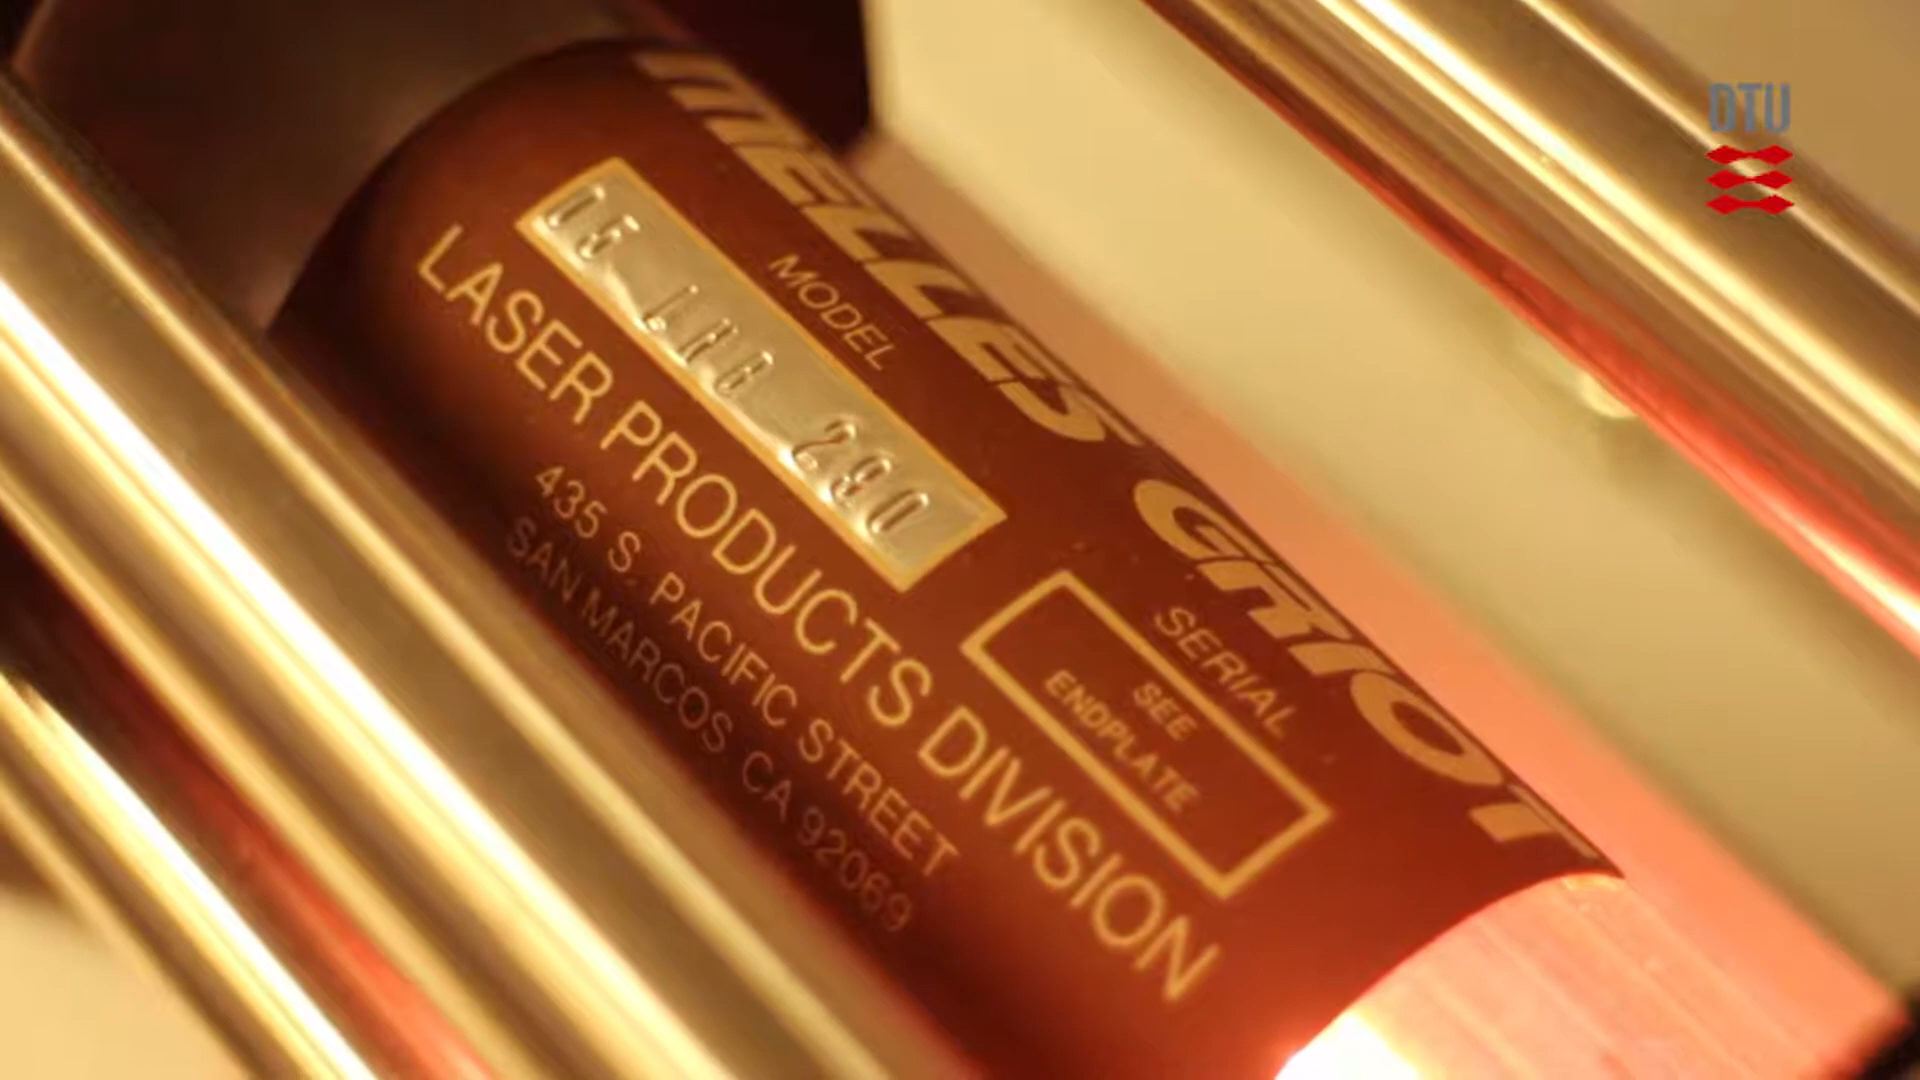 MELLES GRIOT
MODEL
05 LHB 290
SERIAL
SEE
ENDPLATE
LASER PRODUCTS DIVISION
435 S. PACIFIC STREET
SAN MARCOS, CA 92069
DTU